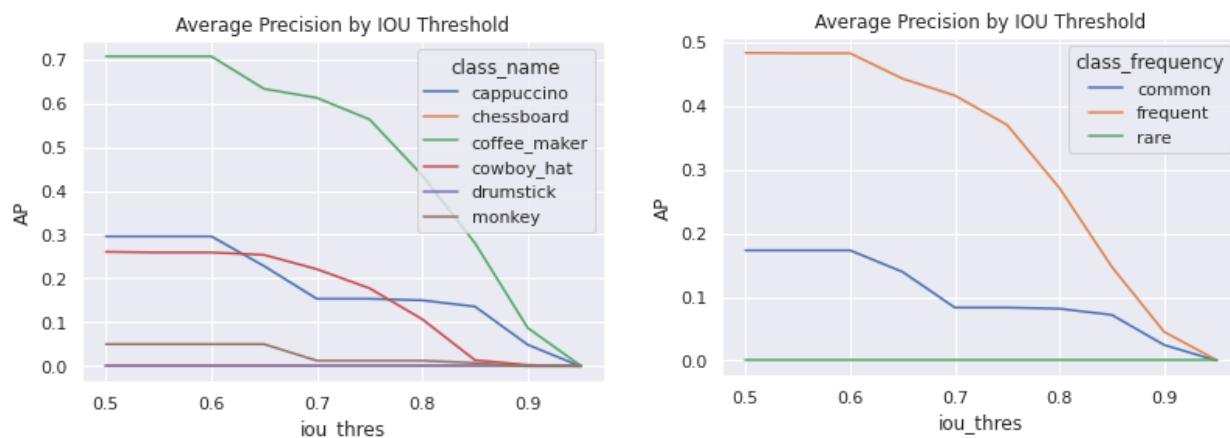 Average Precision by IOU Threshold
0.7
0.6
0.5
0.4
0.3
0.2
0.1
0.0
AP
class_name
cappuccino
chessboard
coffee_maker
cowboy_hat
drumstick
monkey
0.5 0.6 0.7 0.8 0.9
iou_thres
Average Precision by IOU Threshold
0.5
0.4
0.3
0.2
0.1
0.0
AP
class_frequency
common
frequent
rare
0.5 0.6 0.7 0.8 0.9
iou_thres